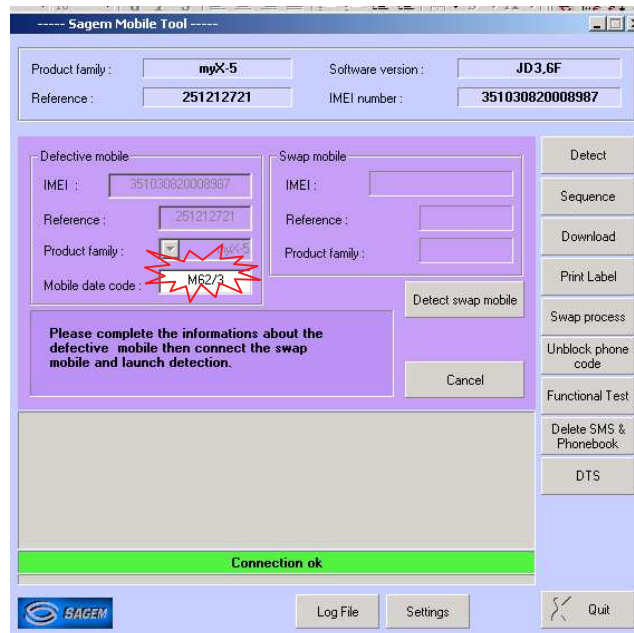 ----- Sagem Mobile Tool -----
Product family : myX-5 Software version : JD3,6F
Reference : 251212721 IMEI number : 351030820008987
Defective mobile
IMEI : 351030820008987
Reference : 251212721
Product family : myX-5
Mobile date code : M62/3
Swap mobile
IMEI :
Reference :
Product family :
Detect swap mobile
Please complete the informations about the
defective mobile then connect the swap
mobile and launch detection.
Cancel
Connection ok
Detect
Sequence
Download
Print Label
Swap process
Unblock phone
code
Functional Test
Delete SMS &
Phonebook
DTS
SAGEM
Log File
Settings
Quit